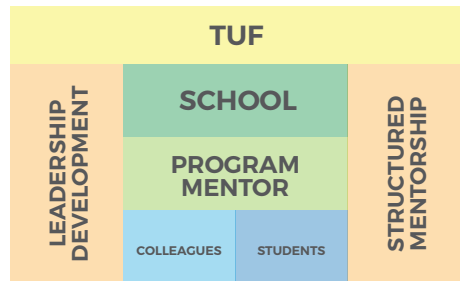 TUF
LEADERSHIP
DEVELOPMENT
SCHOOL
PROGRAM
MENTOR
COLLEAGUES
STUDENTS
STRUCTURED
MENTORSHIP